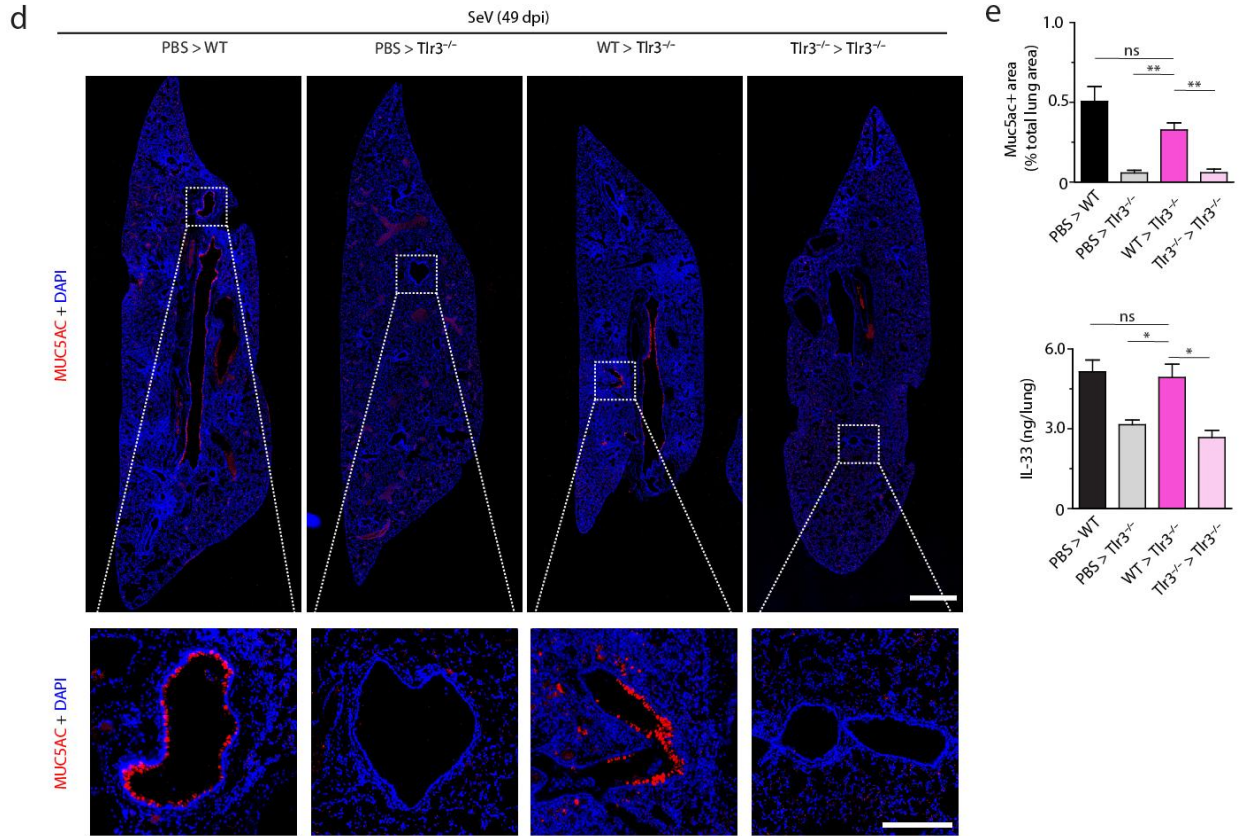 d
SeV (49 dpi)
PBS > WT
PBS > Tlr3⁻/⁻
WT > Tlr3⁻/⁻
Tlr3⁻/⁻ > Tlr3⁻/⁻
MUC5AC + DAPI
MUC5AC + DAPI
e
Muc5ac+ area
(% total lung area)
1.0
0.5
0
ns
**
**
PBS > WT
PBS > Tlr3⁻/⁻
WT > Tlr3⁻/⁻
Tlr3⁻/⁻ > Tlr3⁻/⁻
IL-33 (ng/lung)
6.0
3.0
0
ns
*
*
PBS > WT
PBS > Tlr3⁻/⁻
WT > Tlr3⁻/⁻
Tlr3⁻/⁻ > Tlr3⁻/⁻